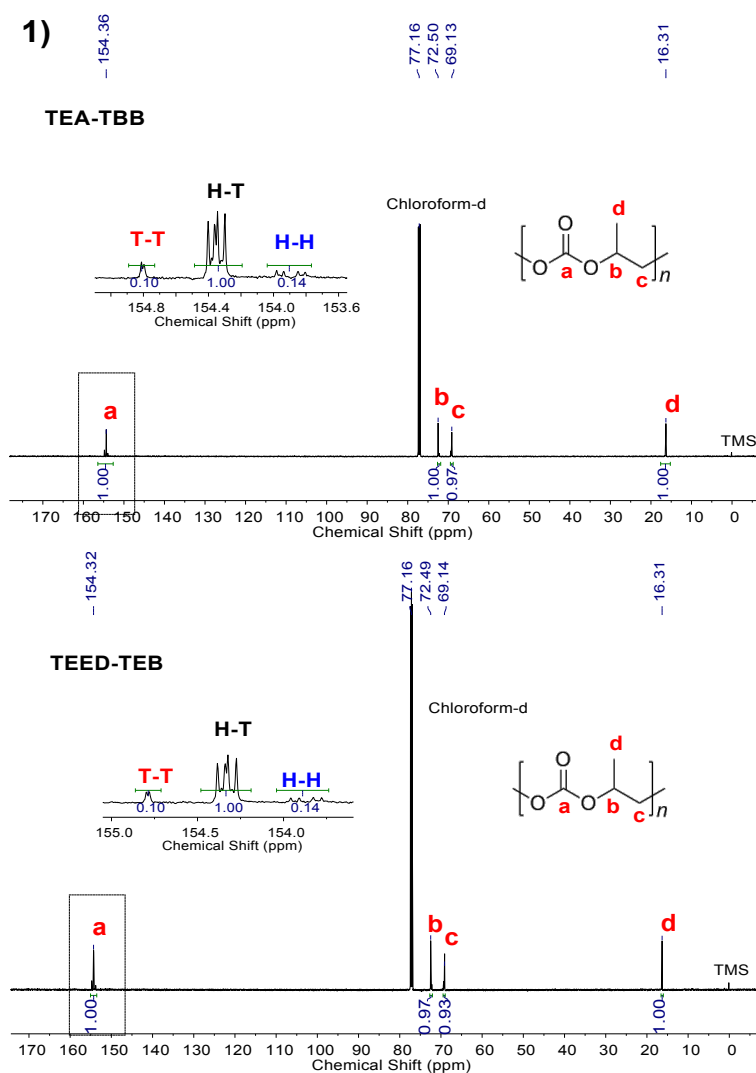 1)
– 154.36
77.16
72.50
69.13
– 16.31
TEA-TBB
H-T
T-T
H-H
0.10
1.00
0.14
154.8 154.4 154.0 153.6
Chemical Shift (ppm)
Chloroform-d
O
O
O
n
a
b
c
d
a
b
c
d
TMS
1.00
1.00
0.97
1.00
170 160 150 140 130 120 110 100 90 80 70 60 50 40 30 20 10 0
Chemical Shift (ppm)
– 154.32
77.16
72.49
69.14
– 16.31
TEED-TEB
H-T
T-T
H-H
0.10
1.00
0.14
155.0 154.5 154.0
Chemical Shift (ppm)
Chloroform-d
O
O
O
n
a
b
c
d
a
b
c
d
TMS
1.00
0.97
0.93
1.00
170 160 150 140 130 120 110 100 90 80 70 60 50 40 30 20 10 0
Chemical Shift (ppm)